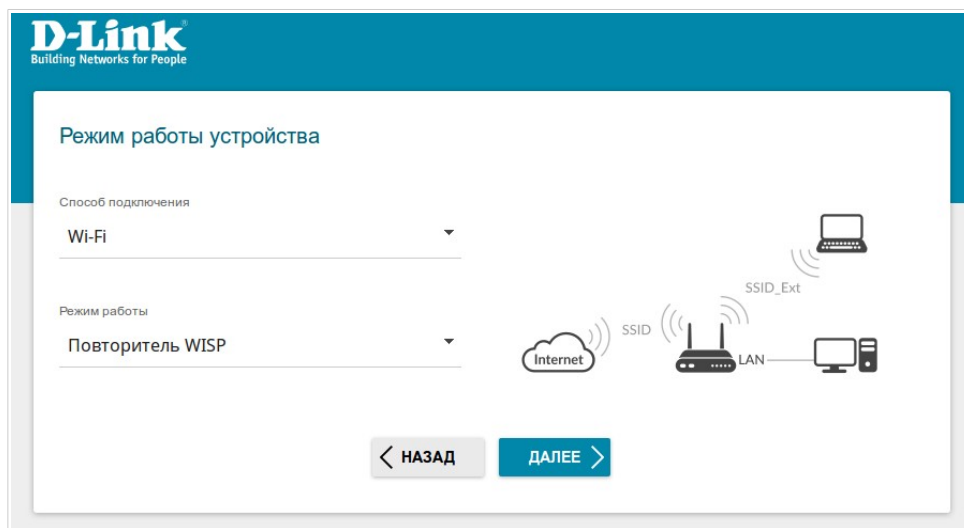 D-Link®
Building Networks for People
Режим работы устройства
Способ подключения
Wi-Fi
Режим работы
Повторитель WISP
SSID_Ext
SSID
Internet
LAN
НАЗАД
ДАЛЕЕ